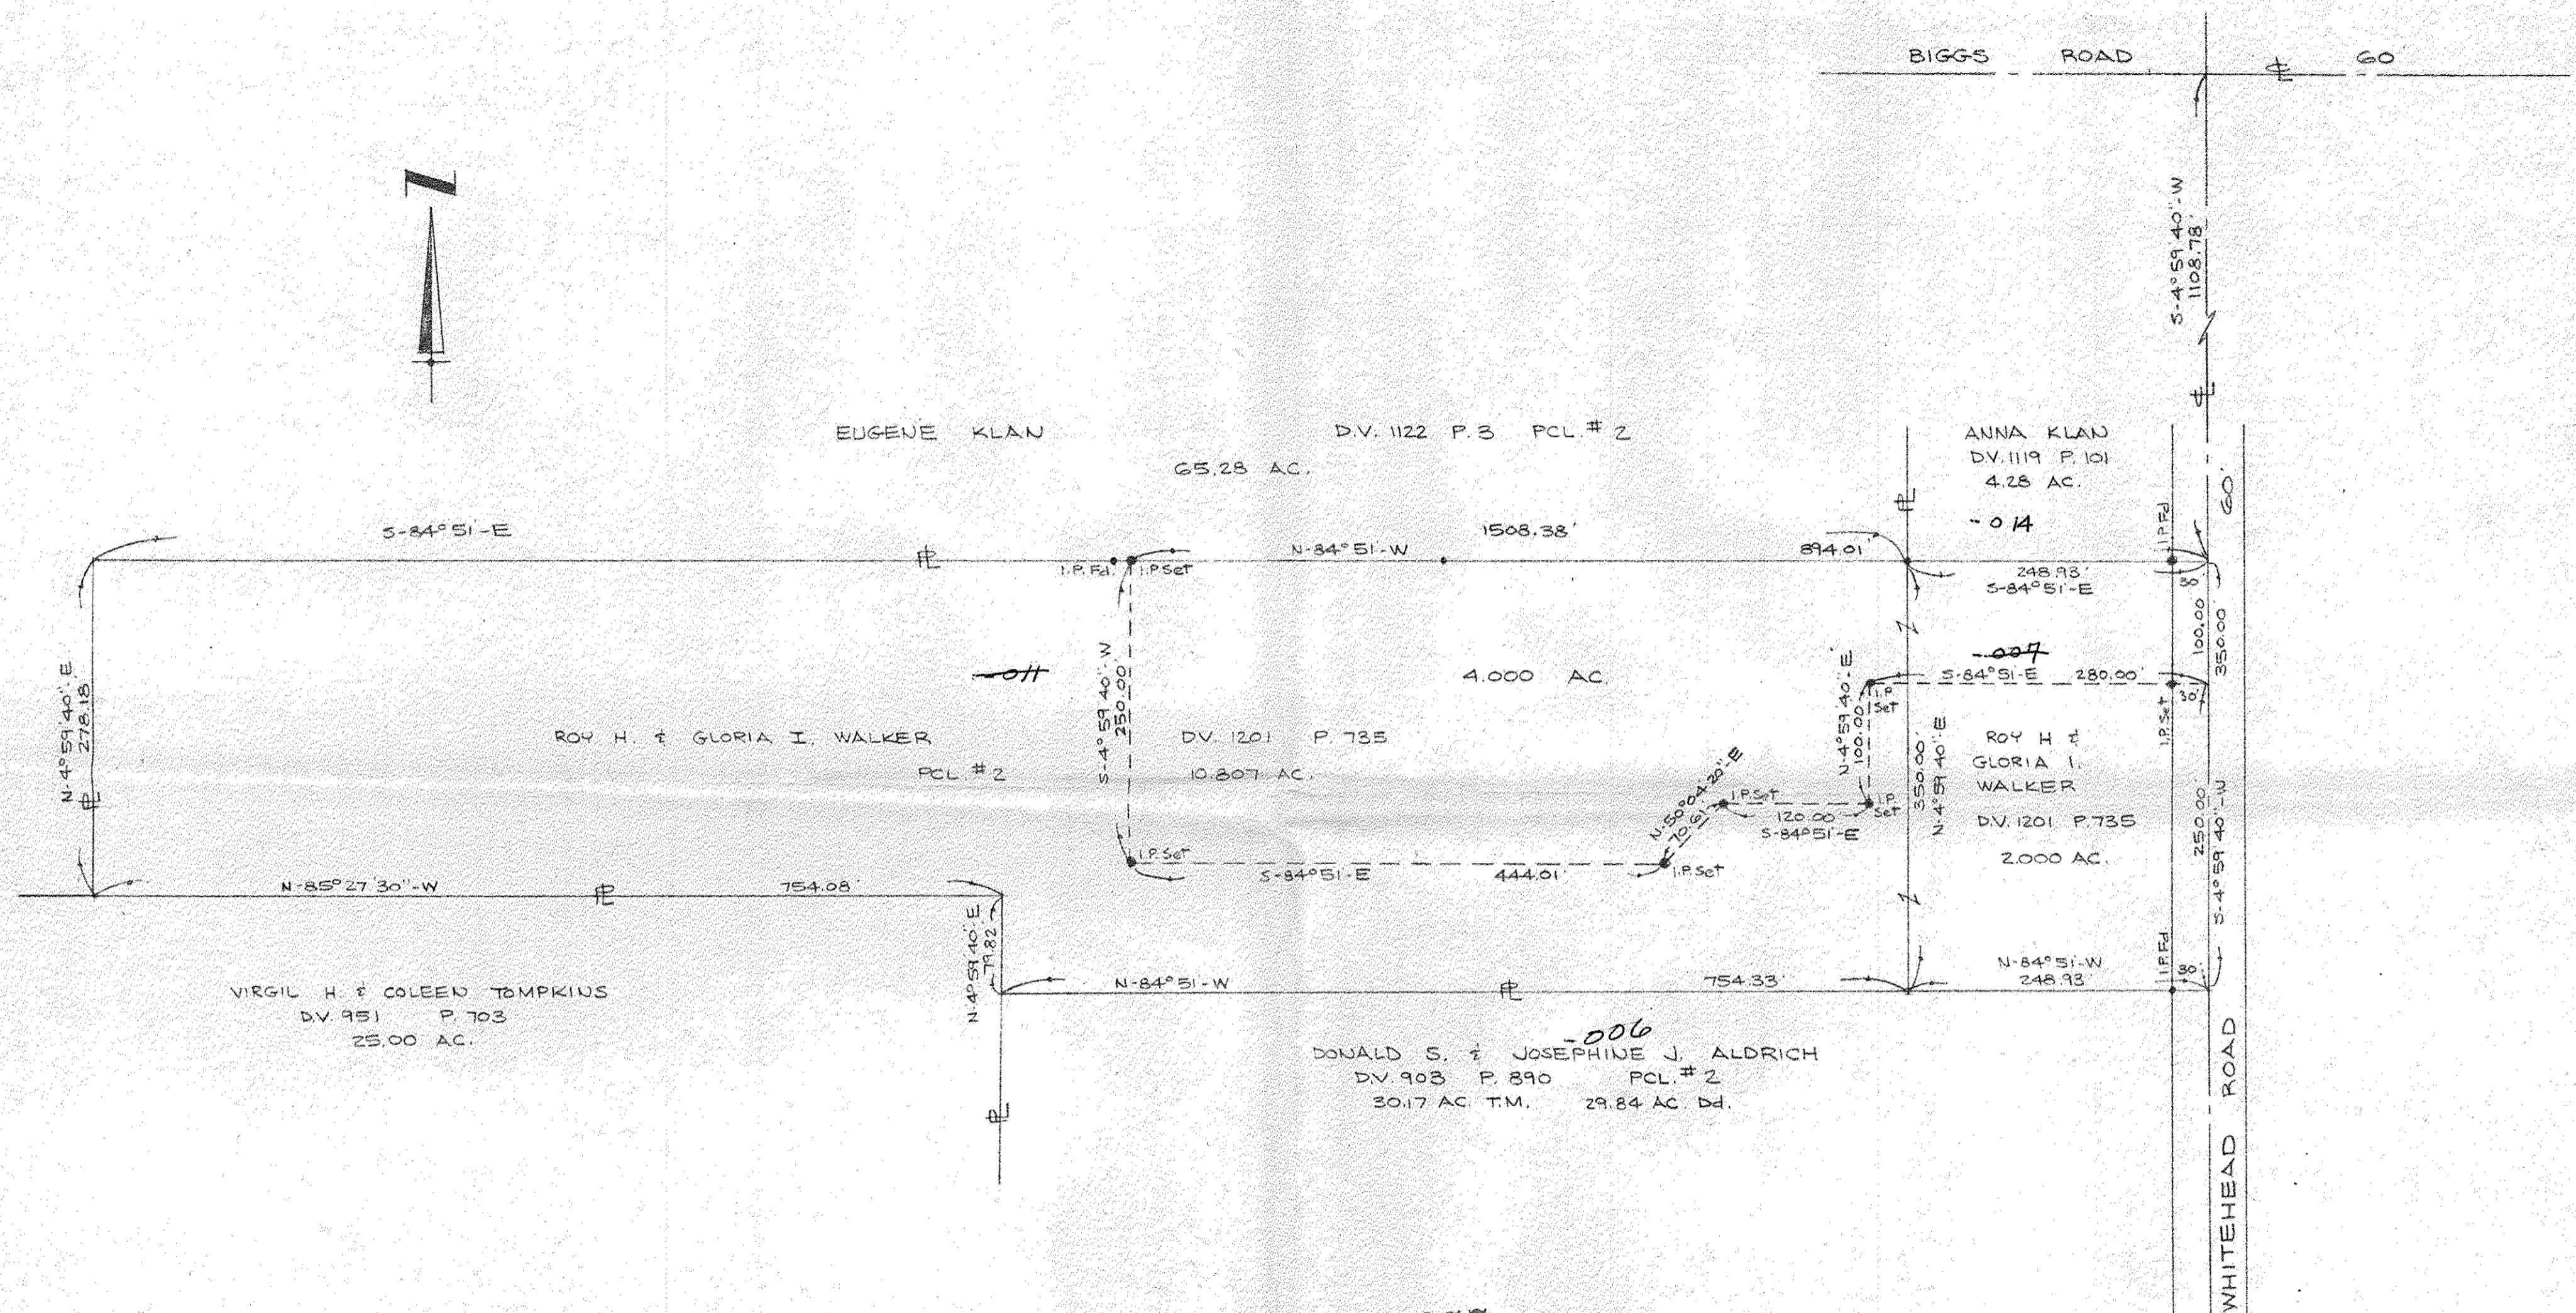 BIGGS ROAD ℄ 60'
N
S-4°59'40"-W
1108.78'
℄
EUGENE KLAN D.V. 1122 P. 3 PCL. # 2
65.28 AC.
ANNA KLAN
D.V. 1119 P. 101
4.28 AC.
-014
60'
S-84°51'-E
1508.38'
N-84°51'-W
894.01'
I.P.Fd
I.P. Fd.
I.P.Set
248.93'
S-84°51'-E
30'
100.00
350.00'
-007
S-84°51'-E 280.00'
30'
I.P. Set
I.P.Set
N-4°59'40"-E
278.18
-011
S-4°59'40"-W
250.00'
4.000 AC.
N-4°59'40"-E
100.00'
ROY H. & GLORIA I. WALKER D.V. 1201 P. 735
PCL # 2 10.807 AC.
350.00'
N-4°59'40"E
ROY H &
GLORIA I.
WALKER
D.V. 1201 P.735
2.000 AC.
250.00'
S-4°59'40"-W
N-50°04'20"-E
70.61
I.P.Set
I.P. Set
120.00
S-84°51'-E
I.P.Set
S-84°51'-E 444.01'
I.P.Set
N-85°27'30"-W 754.08'
N-4°59'40"E
79.82
N-84°51'-W 754.33'
N-84°51'-W
248.93'
I.P.Fd
30'
VIRGIL H. & COLEEN TOMPKINS
D.V. 951 P. 703
25.00 AC.
-006
DONALD S. & JOSEPHINE J. ALDRICH
D.V. 903 P. 890 PCL. # 2
30.17 AC. T.M. 29.84 AC. Dd.
WHITEHEAD ROAD